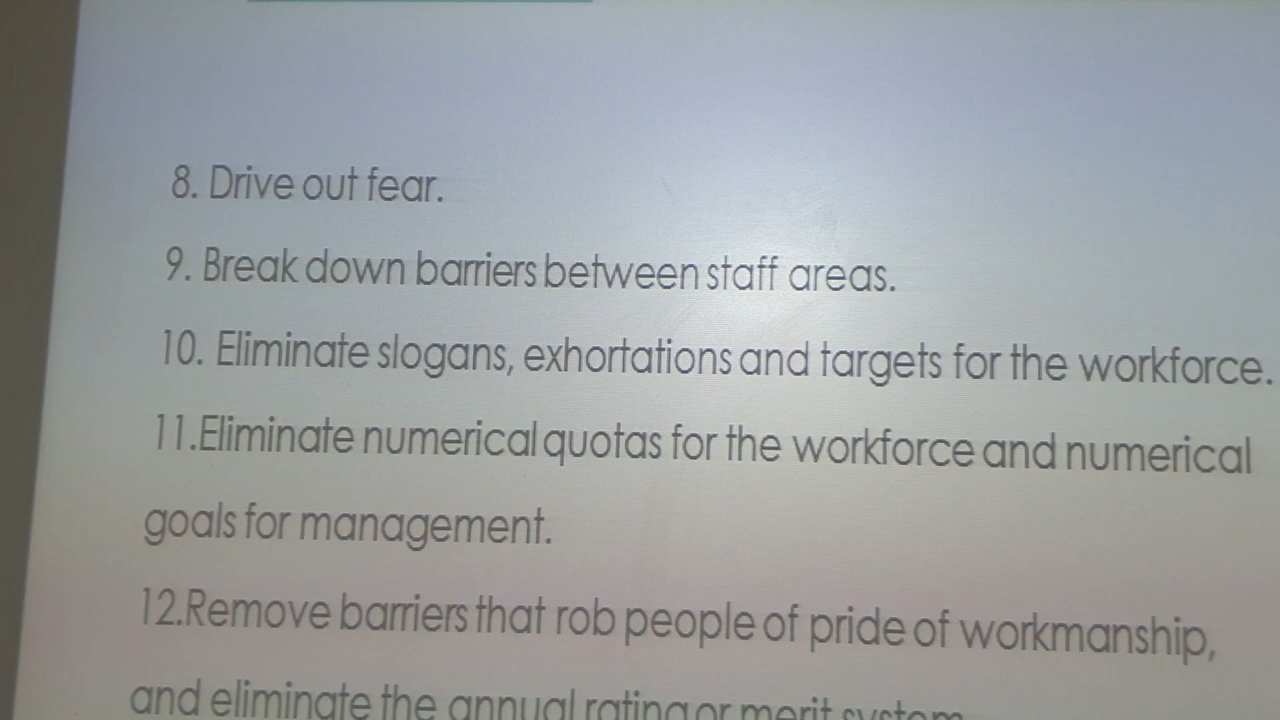 8. Drive out fear.
9. Break down barriers between staff areas.
10. Eliminate slogans, exhortations and targets for the workforce.
11.Eliminate numerical quotas for the workforce and numerical
goals for management.
12.Remove barriers that rob people of pride of workmanship,
and eliminate the annual rating or merit system